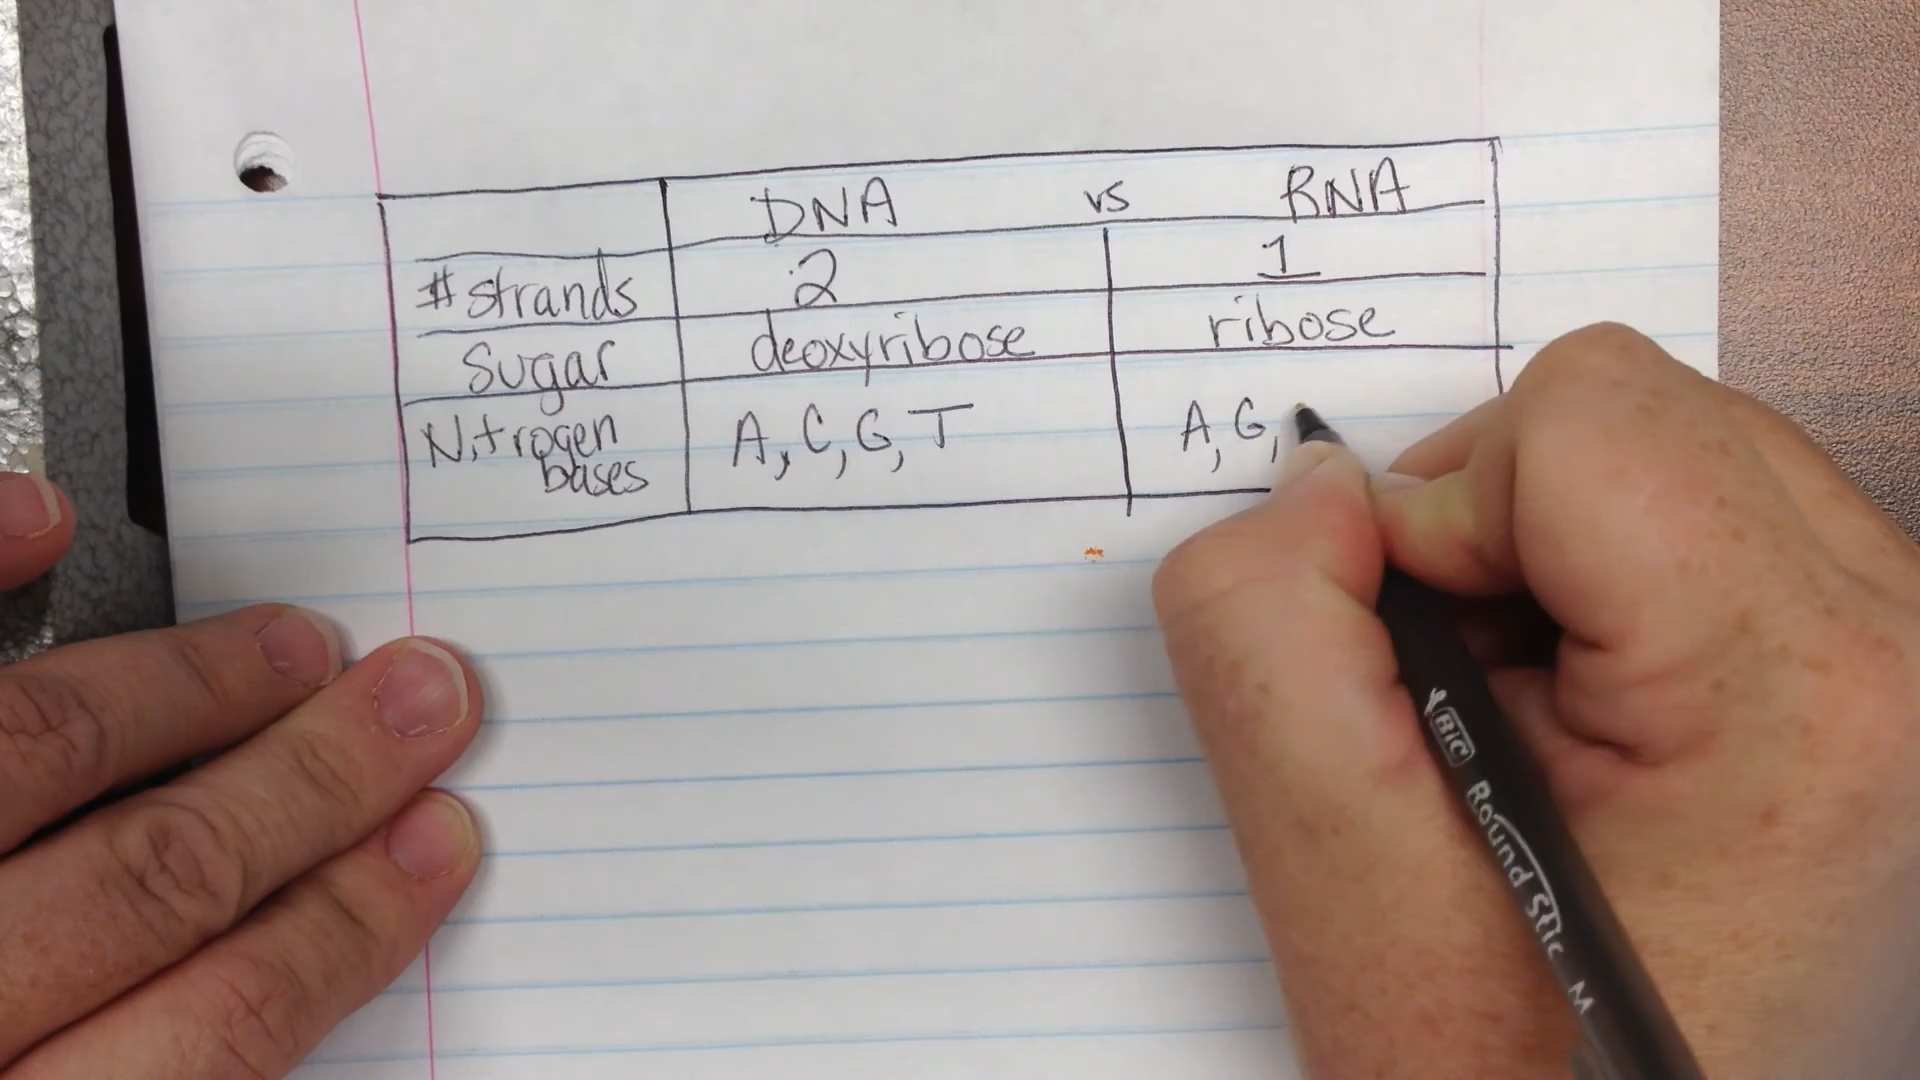 DNA vs RNA
# strands 2 1
Sugar deoxyribose ribose
Nitrogen bases A, C, G, T A, G,
BIC Round Stic M